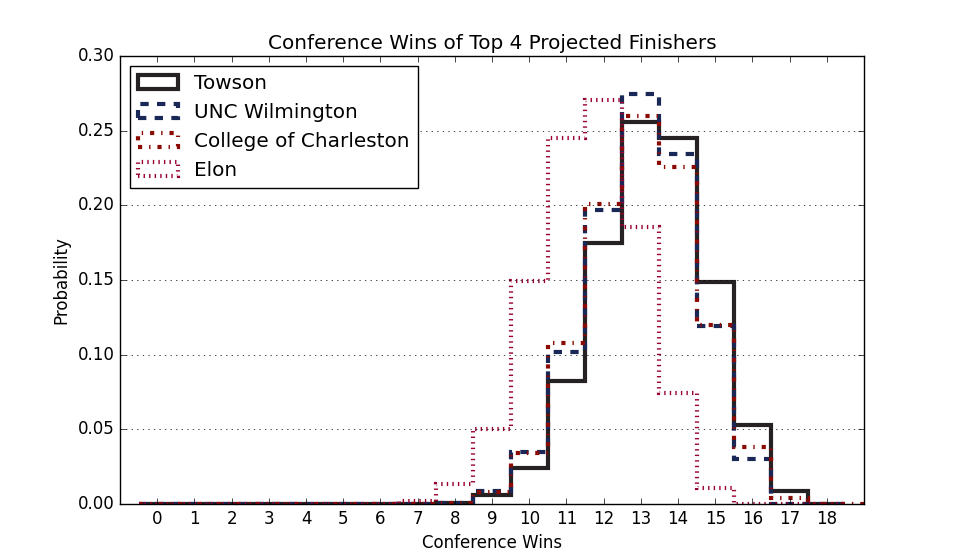 Conference Wins of Top 4 Projected Finishers
0.30
0.25
0.20
0.15
0.10
0.05
0.00
Probability
Towson
UNC Wilmington
College of Charleston
Elon
0 1 2 3 4 5 6 7 8 9 10 11 12 13 14 15 16 17 18
Conference Wins